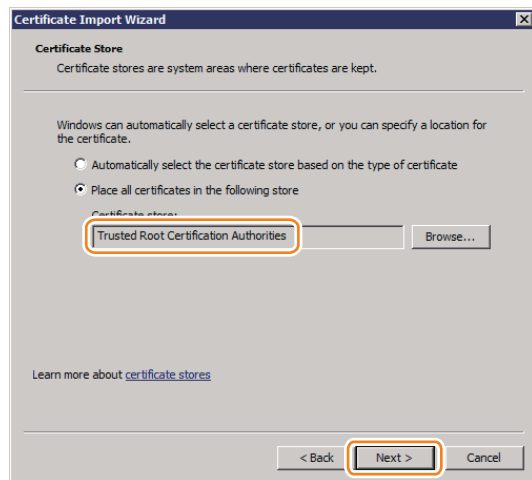 Certificate Import Wizard
Certificate Store
Certificate stores are system areas where certificates are kept.
Windows can automatically select a certificate store, or you can specify a location for
the certificate.
Automatically select the certificate store based on the type of certificate
Place all certificates in the following store
Certificate store:
Trusted Root Certification Authorities
Browse...
Learn more about certificate stores
< Back
Next >
Cancel